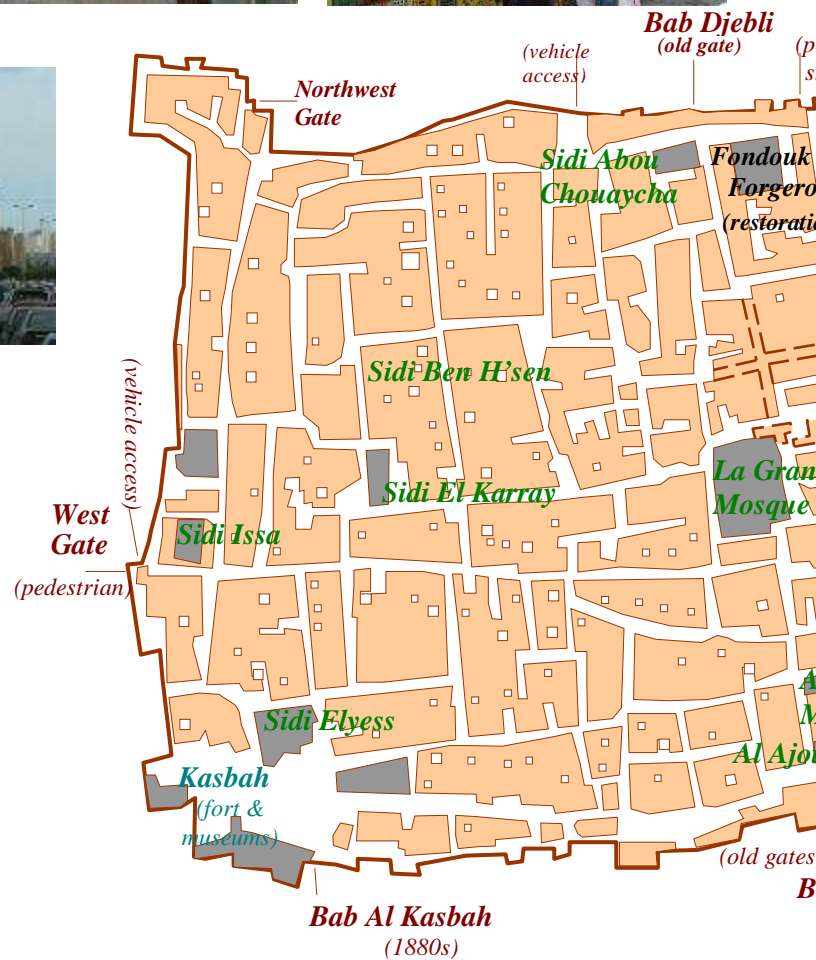 Bab Djebli
(old gate)
(vehicle
access)
Northwest
Gate
Sidi Abou
Chouaycha
Fondouk
(vehicle access)
Sidi Ben H'sen
Sidi El Karray
La
Mosque
West
Gate
(pedestrian)
Sidi Issa
Sidi Elyess
Al
Kasbah
(fort &
museums)
(old gates
Bab Al Kasbah
(1880s)